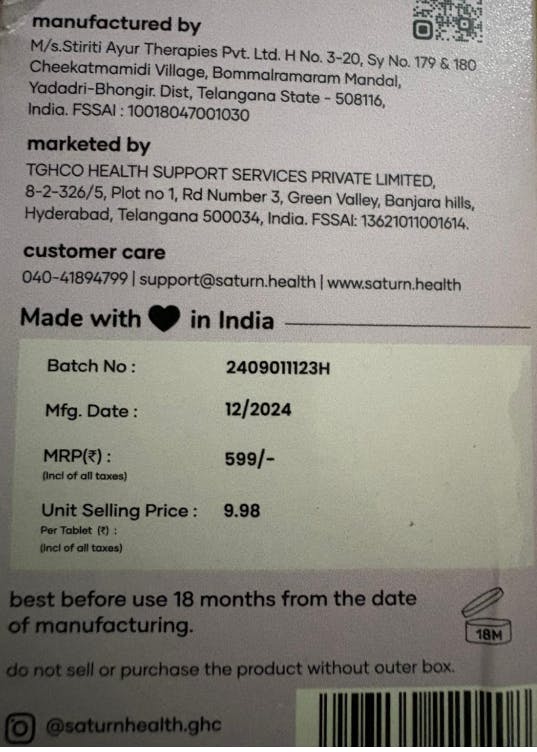 manufactured by
M/s.Stiriti Ayur Therapies Pvt. Ltd. H No. 3-20, Sy No. 179 & 180
Cheekatmamidi Village, Bommalramaram Mandal,
Yadadri-Bhongir. Dist, Telangana State - 508116,
India. FSSAI : 10018047001030
marketed by
TGHCO HEALTH SUPPORT SERVICES PRIVATE LIMITED,
8-2-326/5, Plot no 1, Rd Number 3, Green Valley, Banjara hills,
Hyderabad, Telangana 500034, India. FSSAI: 13621011001614.
customer care
040-41894799 | support@saturn.health | www.saturn.health
Made with ♥ in India
Batch No : 2409011123H
Mfg. Date : 12/2024
MRP(₹) : 599/-
(Incl of all taxes)
Unit Selling Price : 9.98
Per Tablet (₹) :
(Incl of all taxes)
best before use 18 months from the date
of manufacturing.
18M
do not sell or purchase the product without outer box.
@saturnhealth.ghc